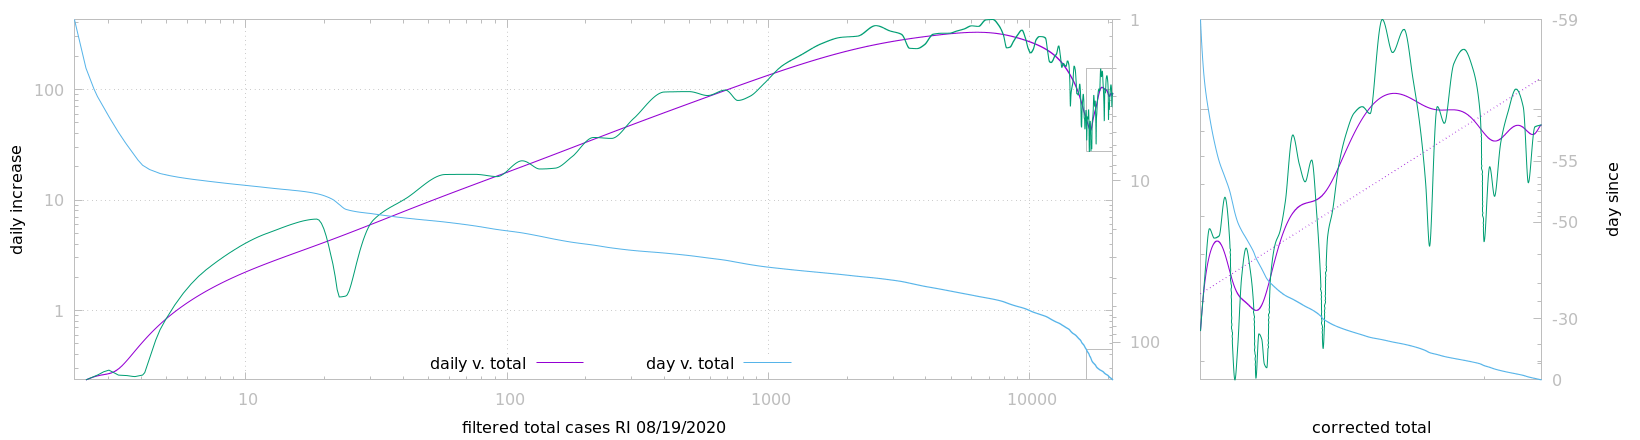 1
-59
100
daily increase
-55
10
day since
10
-50
1
-30
daily v. total
day v. total
100
0
10
100
1000
10000
filtered total cases RI 08/19/2020
corrected total